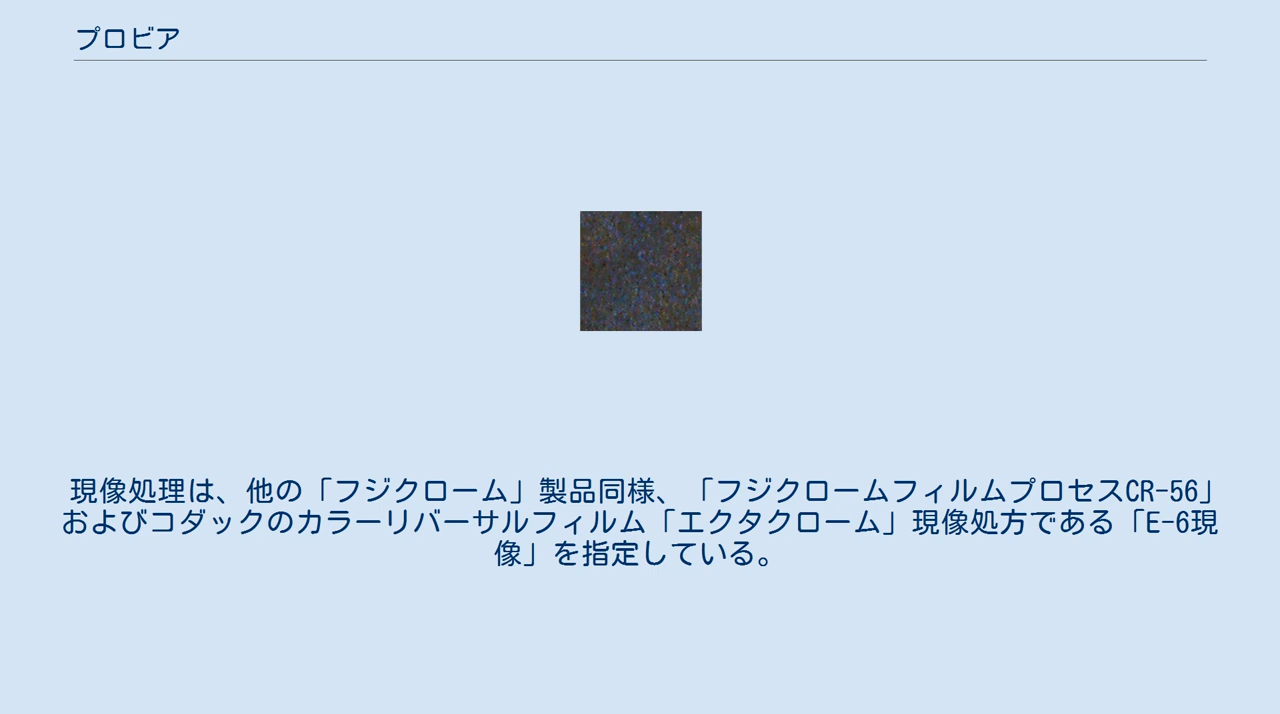 プロビア
現像処理は、他の「フジクローム」製品同様、「フジクロームフィルムプロセスCR-56」
およびコダックのカラーリバーサルフィルム「エクタクローム」現像処方である「E-6現
像」を指定している。